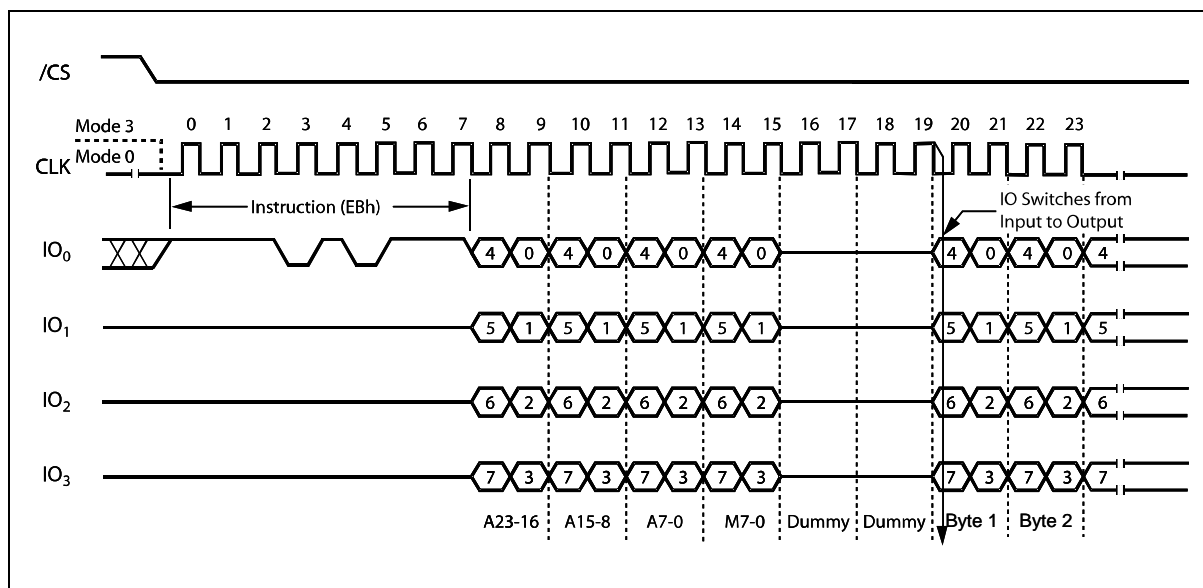 /CS
Mode 3
0 1 2 3 4 5 6 7 8 9 10 11 12 13 14 15 16 17 18 19 20 21 22 23
Mode 0
CLK
Instruction (EBh)
IO Switches from
Input to Output
IO0 4 0 4 0 4 0 4 0 4 0 4 0 4
IO1 5 1 5 1 5 1 5 1 5 1 5 1 5
IO2 6 2 6 2 6 2 6 2 6 2 6 2 6
IO3 7 3 7 3 7 3 7 3 7 3 7 3 7
A23-16 A15-8 A7-0 M7-0 Dummy Dummy Byte 1 Byte 2